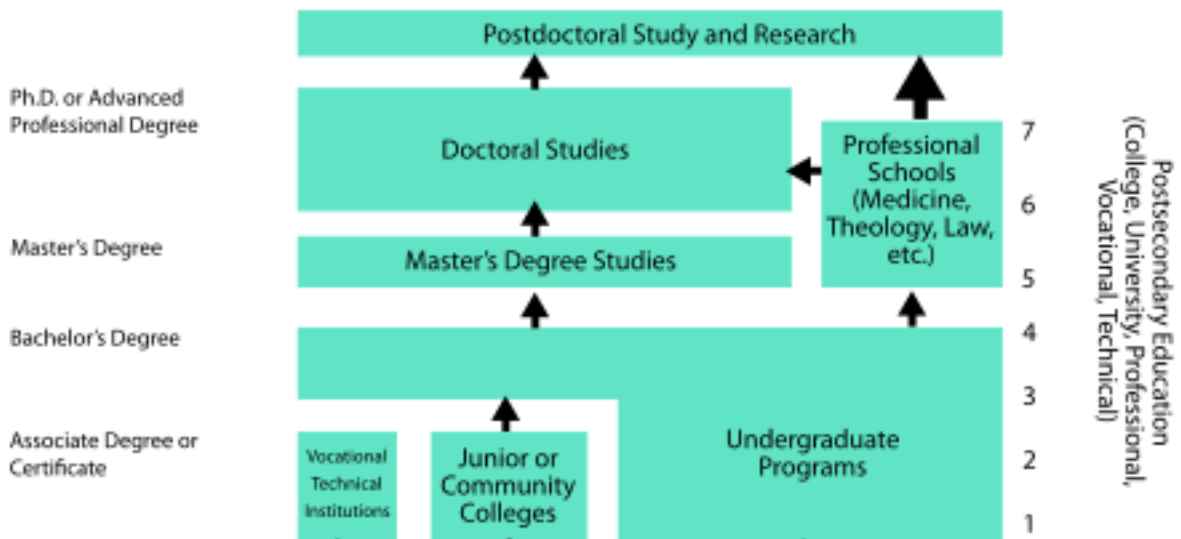 Postdoctoral Study and Research
Ph.D. or Advanced
Professional Degree
Doctoral Studies
Professional
Schools
(Medicine,
Theology, Law,
etc.)
7
6
Master's Degree
Master's Degree Studies
5
Bachelor's Degree
4
3
Associate Degree or
Certificate
Vocational
Technical
Institutions
Junior or
Community
Colleges
Undergraduate
Programs
2
1
Postsecondary Education
(College, University, Professional,
Vocational, Technical)